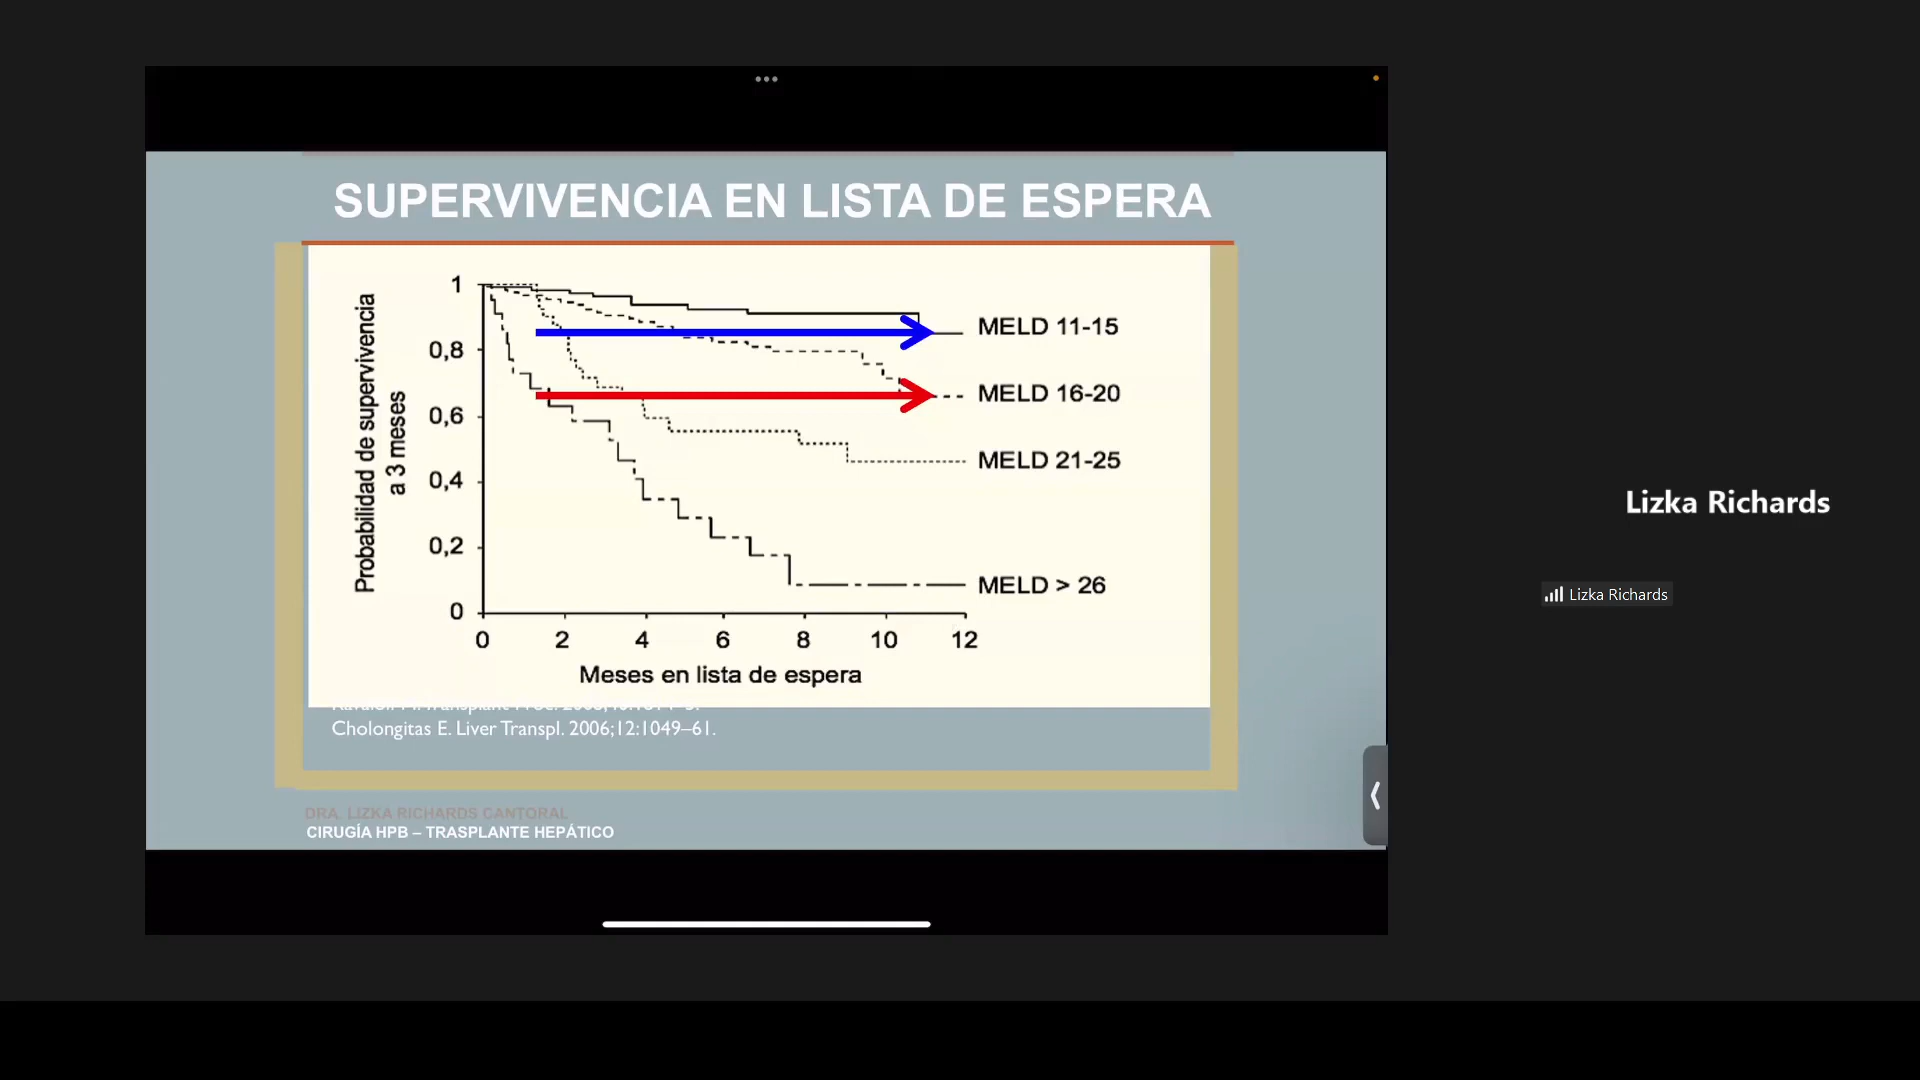 SUPERVIVENCIA EN LISTA DE ESPERA
Probabilidad de supervivencia
a 3 meses
1
0,8
0,6
0,4
0,2
0
0
2
4
6
8
10
12
Meses en lista de espera
MELD 11-15
MELD 16-20
MELD 21-25
MELD > 26
Cholongitas E. Liver Transpl. 2006;12:1049–61.
DRA. LIZKA RICHARDS CANTORAL
CIRUGÍA HPB – TRASPLANTE HEPÁTICO
Lizka Richards
Lizka Richards